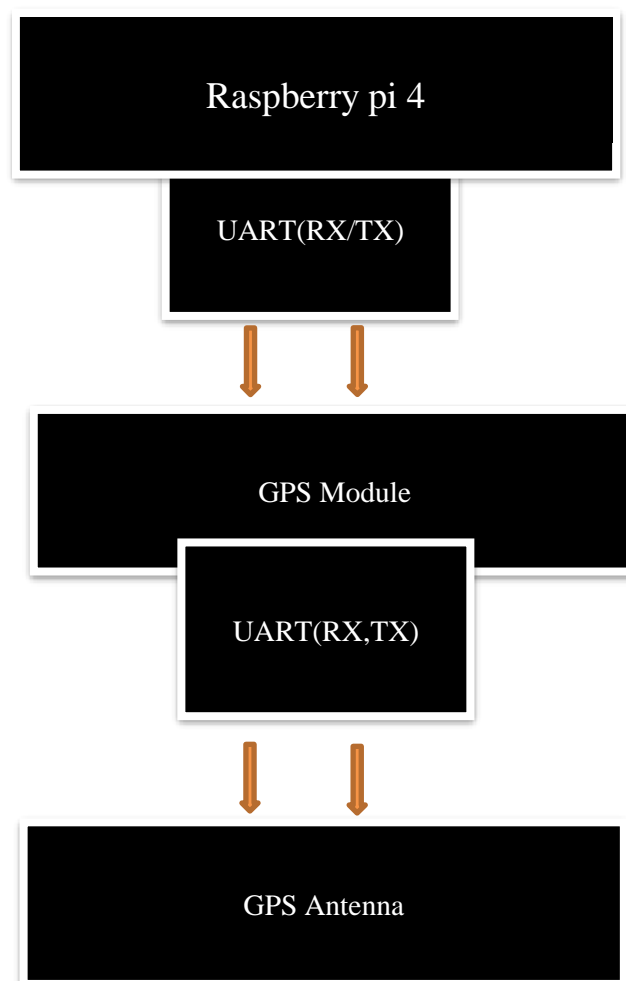 Raspberry pi 4
UART(RX/TX)
GPS Module
UART(RX,TX)
GPS Antenna